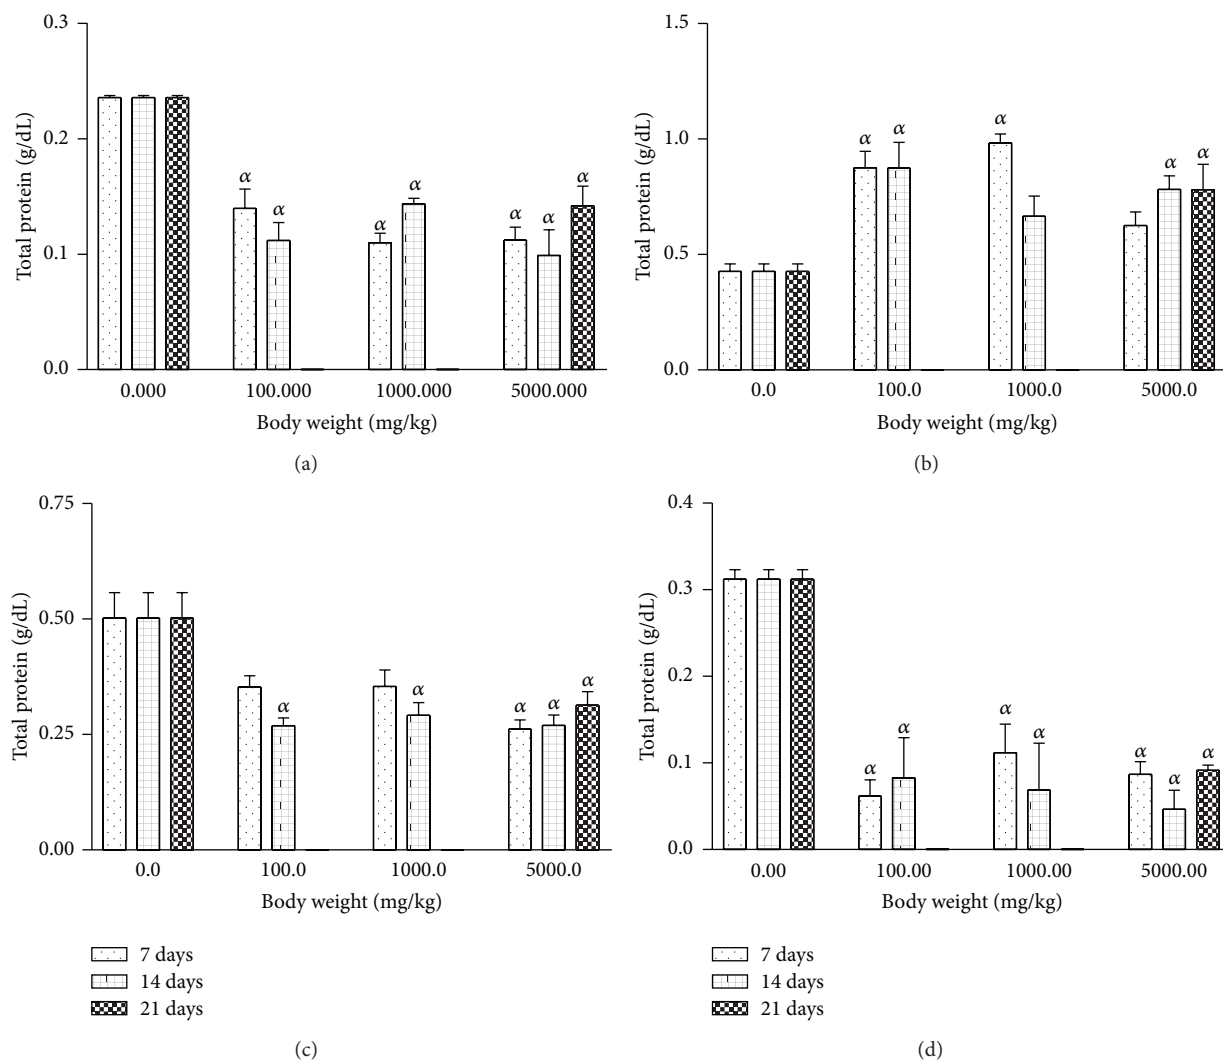 0.3
0.2
0.1
0.0
Total protein (g/dL)
α
α
α
α
α
α
α
0.000 100.000 1000.000 5000.000
Body weight (mg/kg)
(a)
1.5
1.0
0.5
0.0
Total protein (g/dL)
α
α
α
α
α
0.0 100.0 1000.0 5000.0
Body weight (mg/kg)
(b)
0.75
0.50
0.25
0.00
Total protein (g/dL)
α
α
α
α
α
0.0 100.0 1000.0 5000.0
Body weight (mg/kg)
7 days
14 days
21 days
(c)
0.4
0.3
0.2
0.1
0.0
Total protein (g/dL)
α
α
α
α
α
α
α
0.00 100.00 1000.00 5000.00
Body weight (mg/kg)
7 days
14 days
21 days
(d)